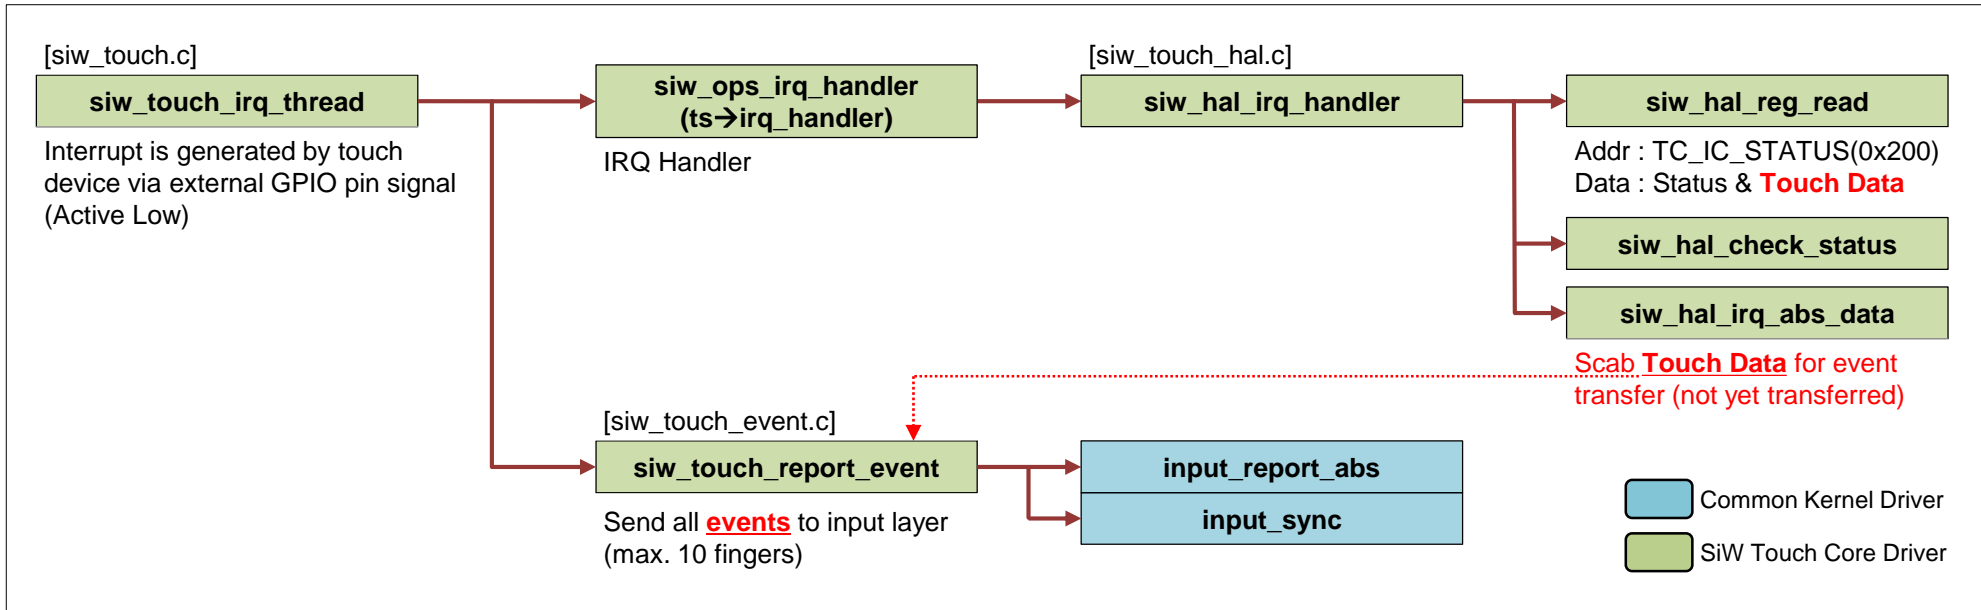 [siw_touch.c]
siw_touch_irq_thread
Interrupt is generated by touch
device via external GPIO pin signal
(Active Low)
siw_ops_irq_handler
(ts→irq_handler)
IRQ Handler
[siw_touch_hal.c]
siw_hal_irq_handler
siw_hal_reg_read
Addr : TC_IC_STATUS(0x200)
Data : Status & Touch Data
siw_hal_check_status
siw_hal_irq_abs_data
Scab Touch Data for event
transfer (not yet transferred)
[siw_touch_event.c]
siw_touch_report_event
Send all events to input layer
(max. 10 fingers)
input_report_abs
input_sync
Common Kernel Driver
SiW Touch Core Driver